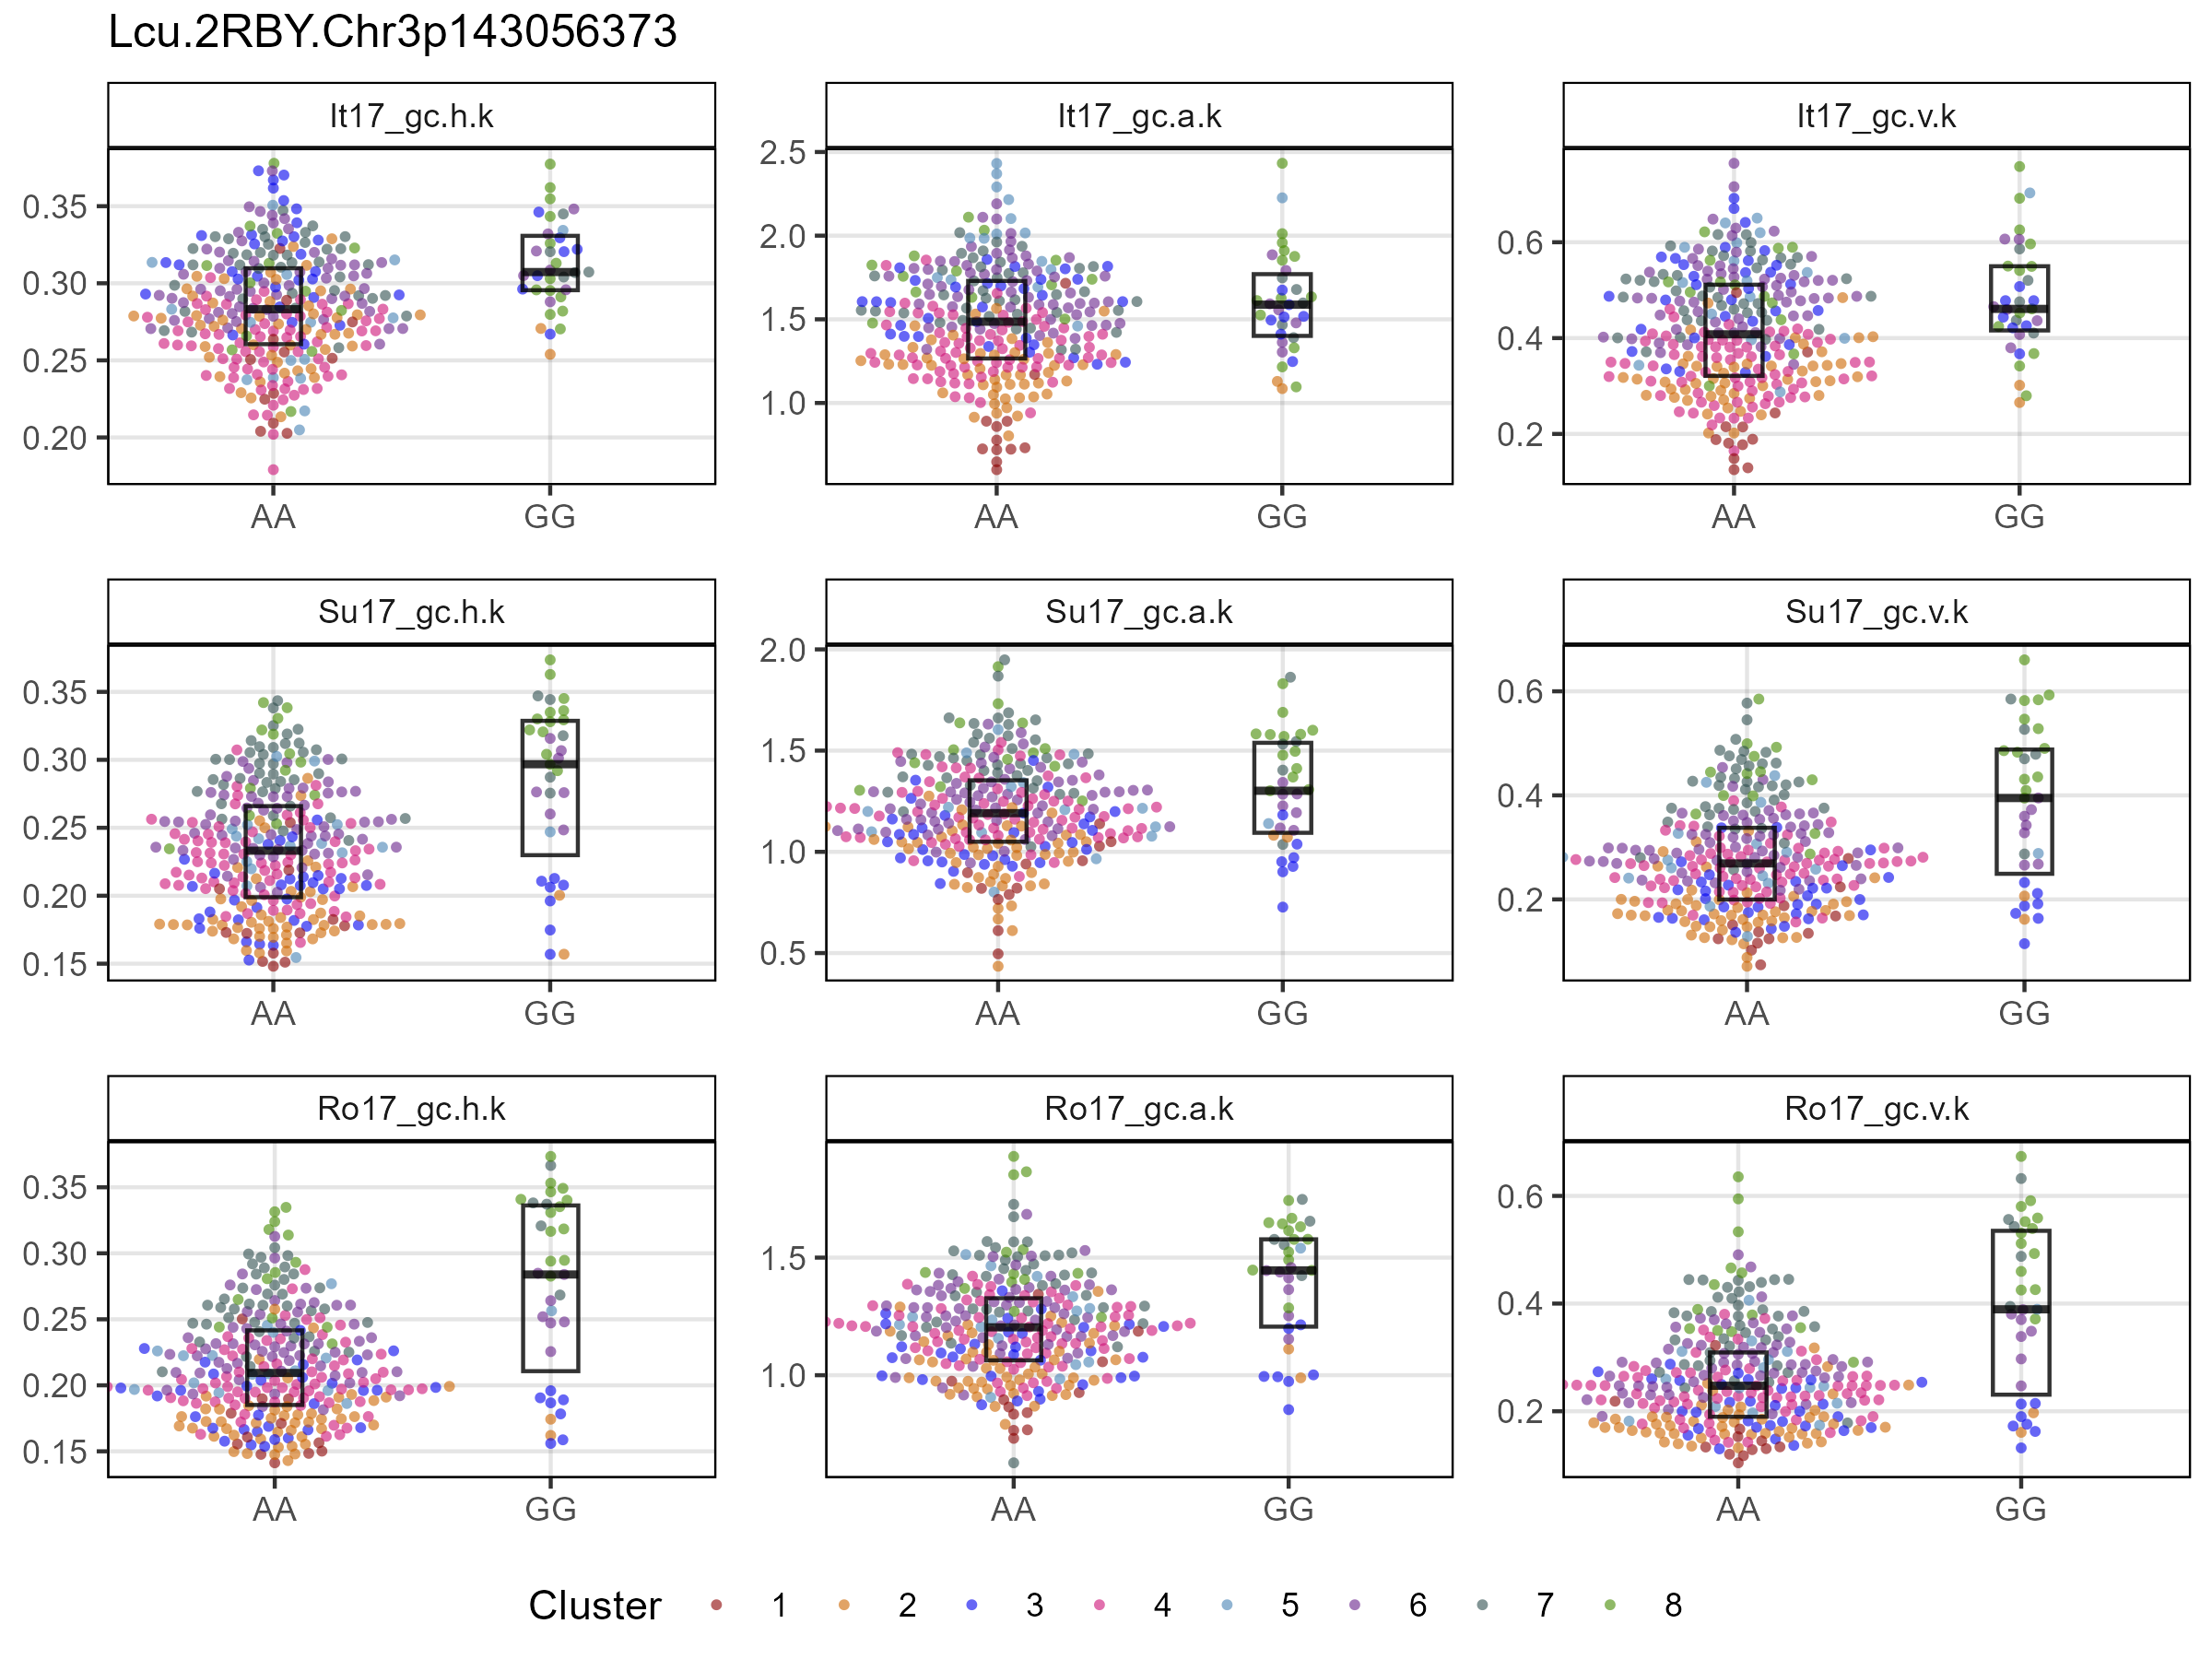 Lcu.2RBY.Chr3p143056373
It17_gc.h.k
It17_gc.a.k
It17_gc.v.k
0.35
0.30
0.25
0.20
2.5
2.0
1.5
1.0
0.6
0.4
0.2
AA GG
AA GG
AA GG
Su17_gc.h.k
Su17_gc.a.k
Su17_gc.v.k
0.35
0.30
0.25
0.20
0.15
2.0
1.5
1.0
0.5
0.6
0.4
0.2
AA GG
AA GG
AA GG
Ro17_gc.h.k
Ro17_gc.a.k
Ro17_gc.v.k
0.35
0.30
0.25
0.20
0.15
1.5
1.0
0.6
0.4
0.2
AA GG
AA GG
AA GG
Cluster 1 2 3 4 5 6 7 8